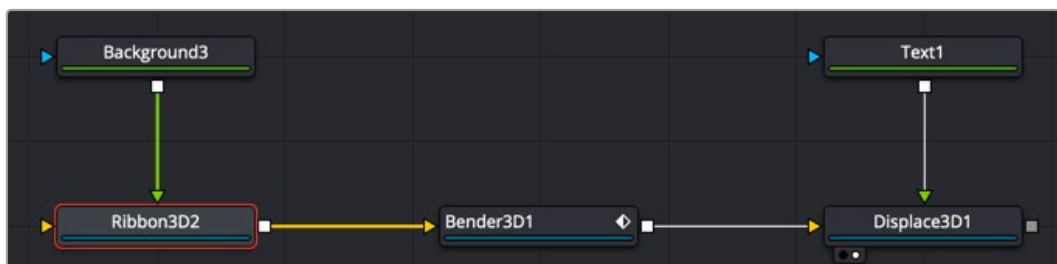 Background3
Text1
Ribbon3D2
Bender3D1
Displace3D1